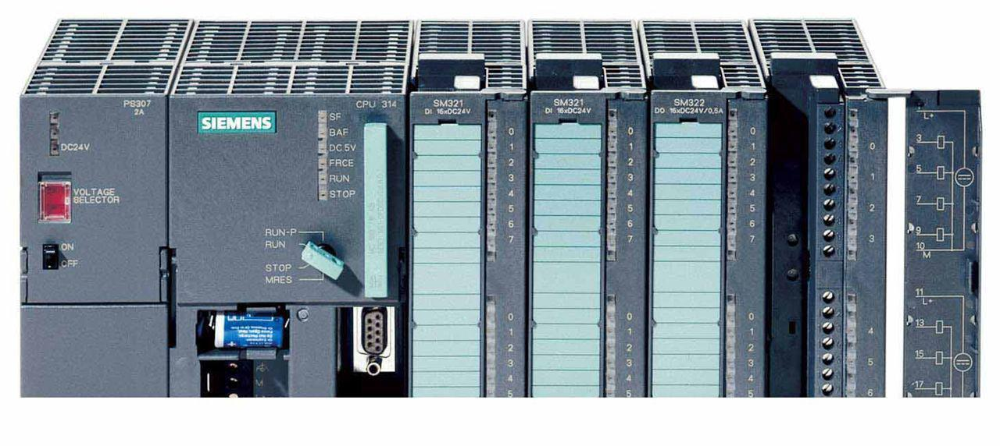 PS307
2A
DC24V
VOLTAGE
SELECTOR
ON
OFF
SIEMENS
CPU 314
SF
BAF
DC 5V
FRCE
RUN
STOP
RUN-P
RUN
STOP
MRES
M
SM321
DI 16xDC24V
0
1
2
3
4
5
6
7
0
1
2
3
4
5
SM321
DI 16xDC24V
0
1
2
3
4
5
6
7
0
1
2
3
4
5
SM322
DO 16xDC24V/0,5A
0
1
2
3
4
5
6
7
0
1
2
3
4
5
0
1
2
3
4
5
6
L+
3
5
7
9
10
M
11
L+
13
15
17